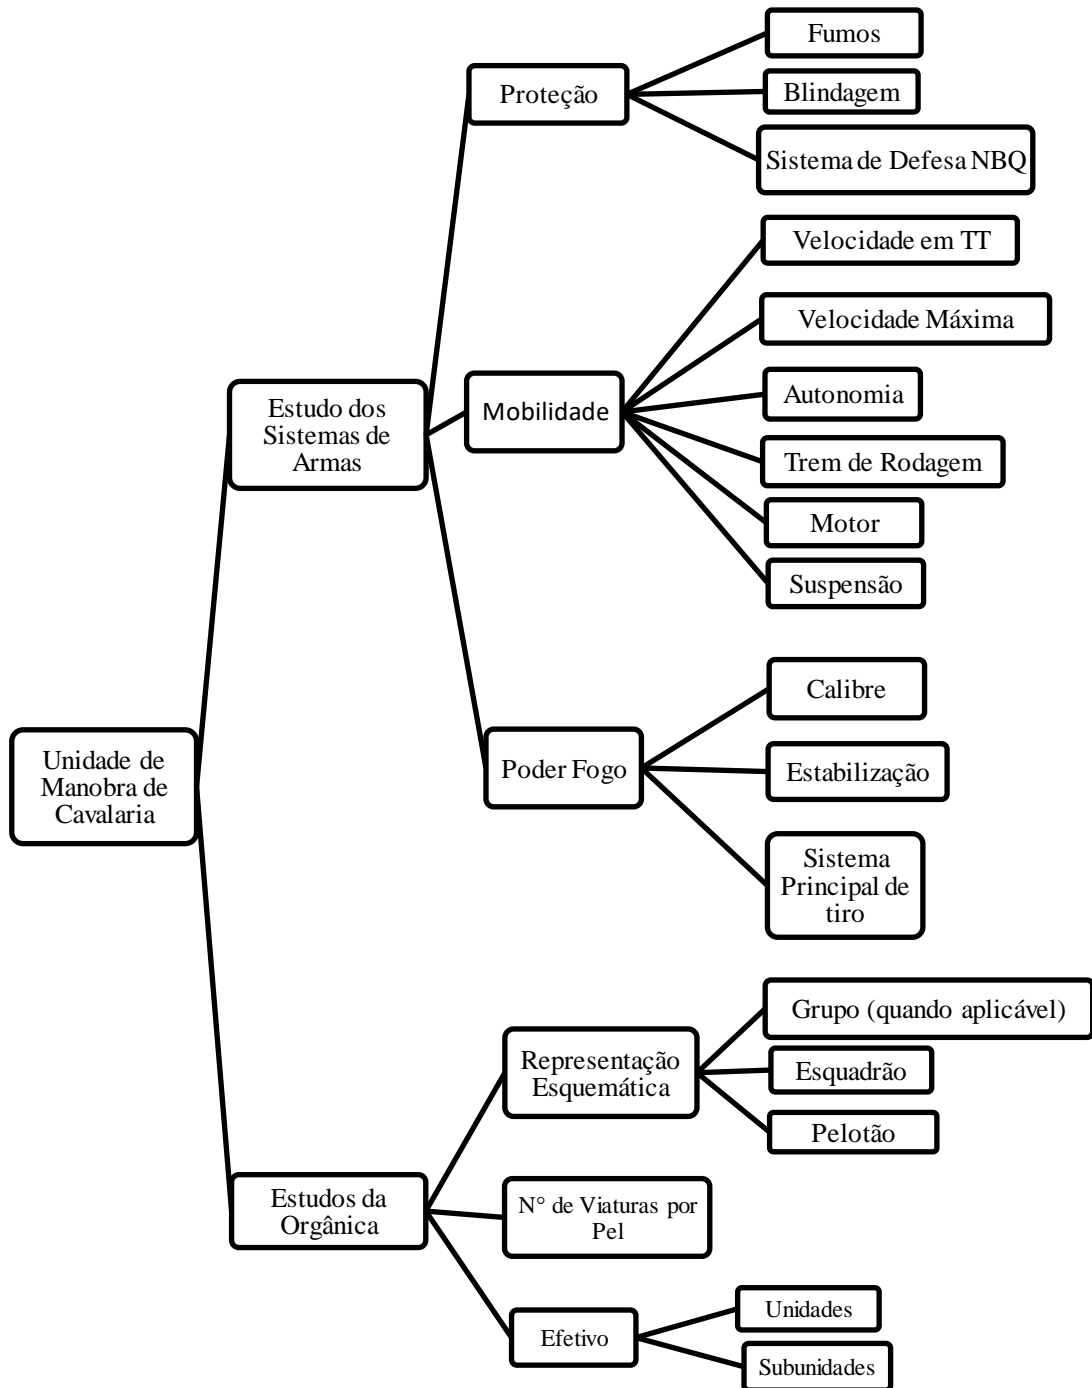 Fumos
Proteção
Blindagem
Sistema de Defesa NBQ
Velocidade em TT
Velocidade Máxima
Estudo dos
Sistemas de
Armas
Mobilidade
Autonomia
Trem de Rodagem
Motor
Suspensão
Calibre
Unidade de
Manobra de
Cavalaria
Poder Fogo
Estabilização
Sistema
Principal de
tiro
Grupo (quando aplicável)
Representação
Esquemática
Esquadrão
Pelotão
Estudos da
Orgânica
N° de Viaturas por
Pel
Unidades
Efetivo
Subunidades